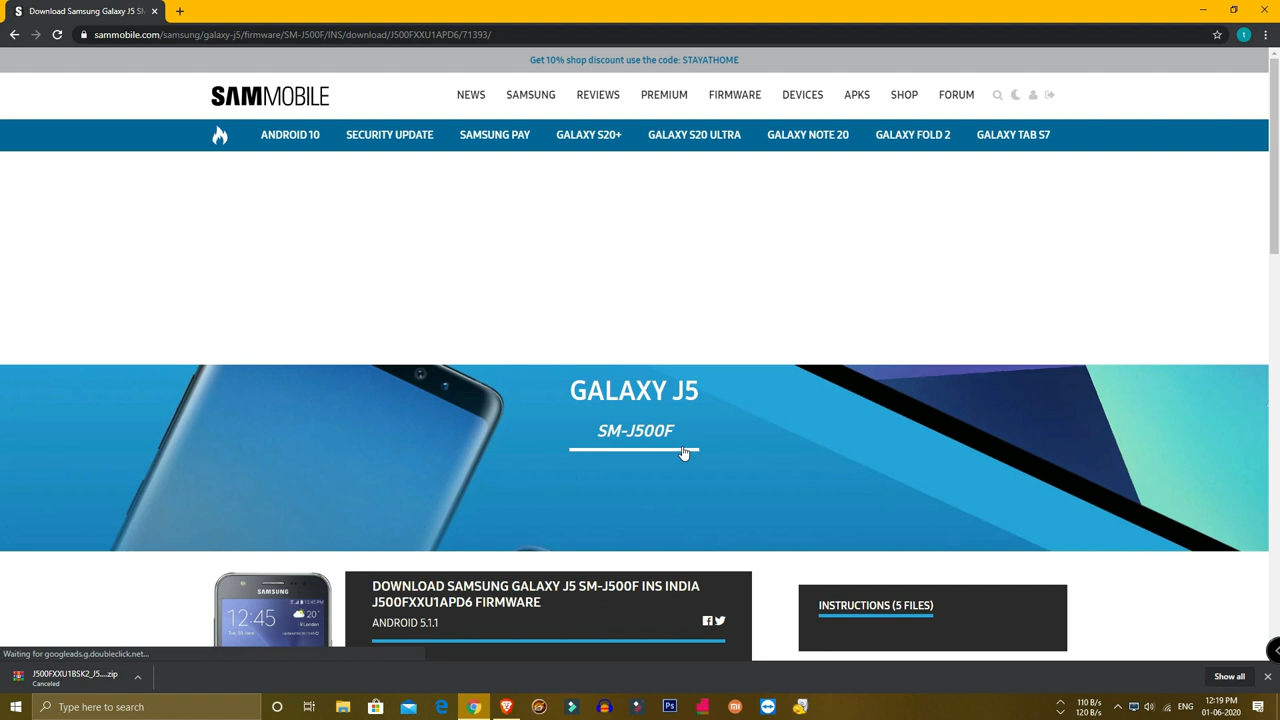 Download Samsung Galaxy J5 SM
sammobile.com/samsung/galaxy-j5/firmware/SM-J500F/INS/download/J500FXXU1APD6/71393/
t
Get 10% shop discount use the code: STAYATHOME
SAMMOBILE
NEWS SAMSUNG REVIEWS PREMIUM FIRMWARE DEVICES APKS SHOP FORUM
ANDROID 10 SECURITY UPDATE SAMSUNG PAY GALAXY S20+ GALAXY S20 ULTRA GALAXY NOTE 20 GALAXY FOLD 2 GALAXY TAB S7
GALAXY J5
SM-J500F
SAMSUNG
12:45
20°
DOWNLOAD SAMSUNG GALAXY J5 SM-J500F INS INDIA
J500FXXU1APD6 FIRMWARE
ANDROID 5.1.1
INSTRUCTIONS (5 FILES)
Waiting for googleads.g.doubleclick.net...
J500FXXU1BSK2_J5....zip
Canceled
Show all
Type here to search
Ps
110 B/s
120 B/s
ENG
12:19 PM
01-06-2020